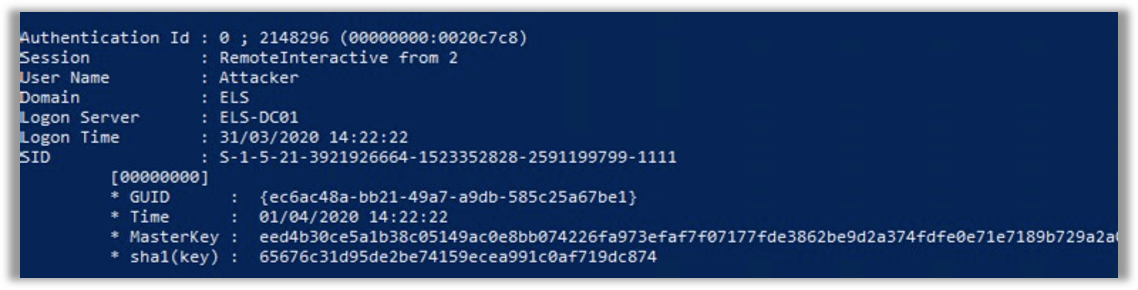 Authentication Id : 0 ; 2148296 (00000000:0020c7c8)
Session : RemoteInteractive from 2
User Name : Attacker
Domain : ELS
Logon Server : ELS-DC01
Logon Time : 31/03/2020 14:22:22
SID : S-1-5-21-3921926664-1523352828-2591199799-1111
[00000000]
* GUID : {ec6ac48a-bb21-49a7-a9db-585c25a67be1}
* Time : 01/04/2020 14:22:22
* MasterKey : eed4b30ce5a1b38c05149ac0e8bb074226fa973efaf7f07177fde3862be9d2a374fdfe0e71e7189b729a2a
* sha1(key) : 65676c31d95de2be74159ecea991c0af719dc874